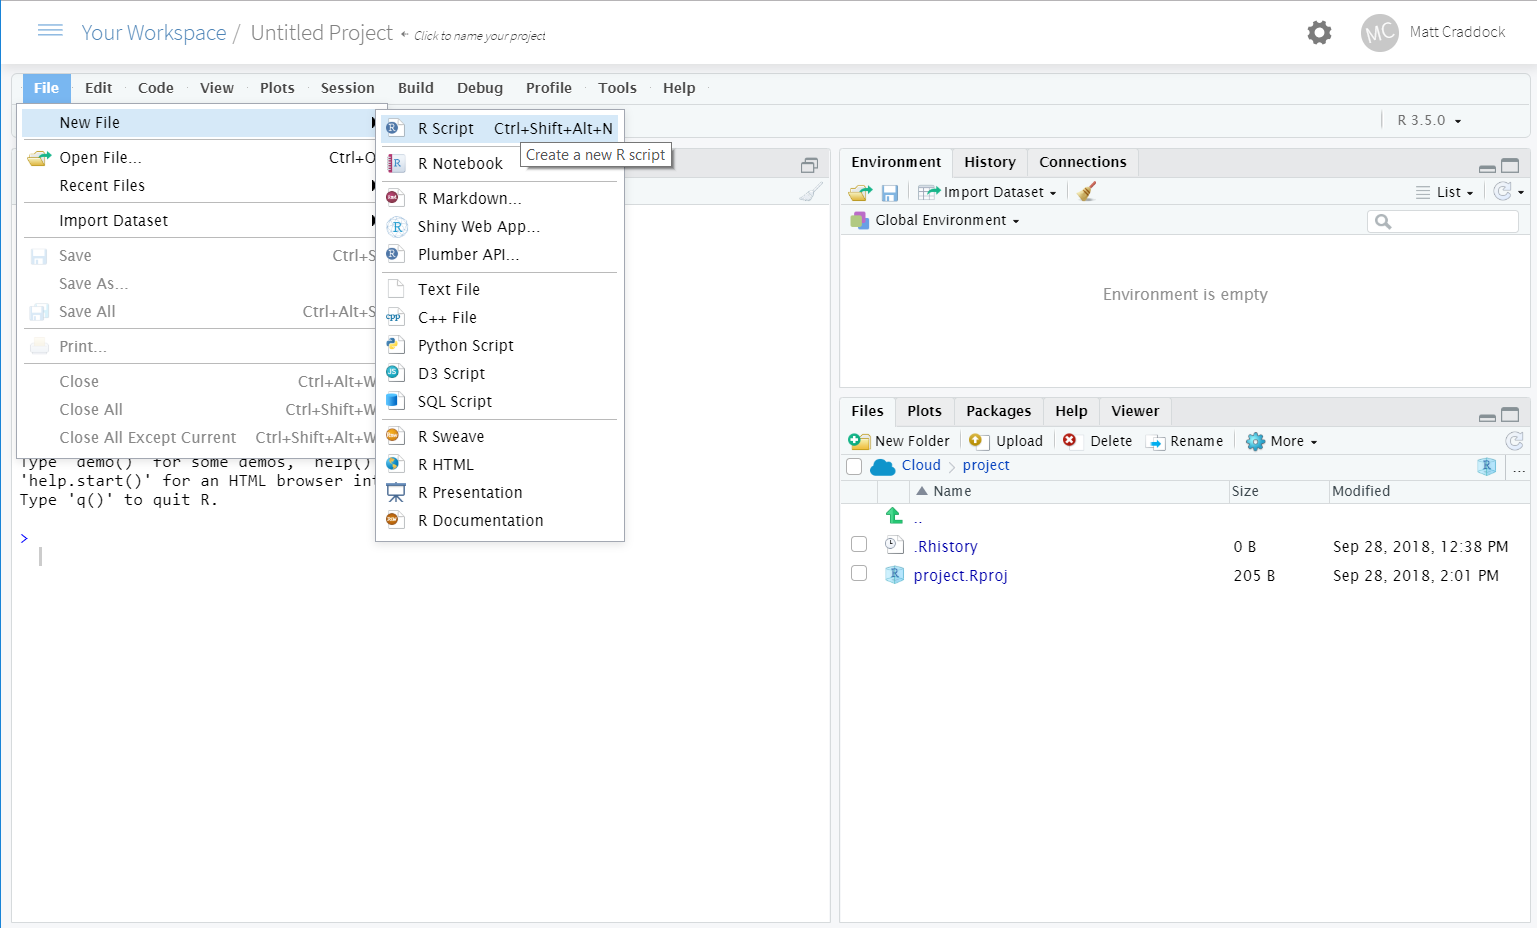 Your Workspace / Untitled Project ← Click to name your project
MC Matt Craddock
File Edit Code View Plots Session Build Debug Profile Tools Help
R 3.5.0
New File
Open File... Ctrl+O
Recent Files
Import Dataset
Save Ctrl+S
Save As...
Save All Ctrl+Alt+S
Print...
Close Ctrl+Alt+W
Close All Ctrl+Shift+W
Close All Except Current Ctrl+Shift+Alt+W
R Script Ctrl+Shift+Alt+N
Create a new R script
R Notebook
R Markdown...
Shiny Web App...
Plumber API...
Text File
C++ File
Python Script
D3 Script
SQL Script
R Sweave
R HTML
R Presentation
R Documentation
Type 'demo()' for some demos, 'help()'
'help.start()' for an HTML browser int
Type 'q()' to quit R.
>
Environment History Connections
Import Dataset List
Global Environment
Environment is empty
Files Plots Packages Help Viewer
New Folder Upload Delete Rename More
Cloud project R ...
Name Size Modified
..
.Rhistory 0 B Sep 28, 2018, 12:38 PM
project.Rproj 205 B Sep 28, 2018, 2:01 PM